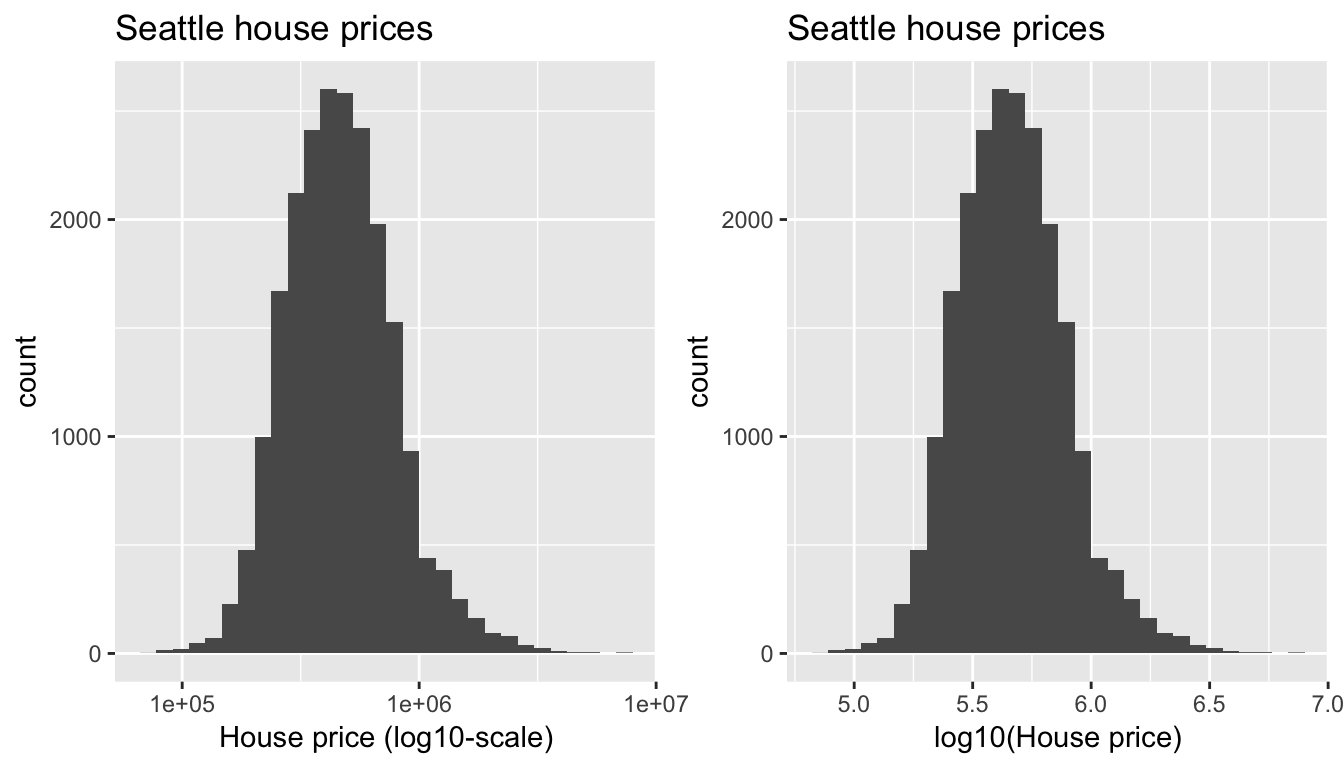 Seattle house prices
count
2000
1000
0
1e+05 1e+06 1e+07
House price (log10-scale)
Seattle house prices
count
2000
1000
0
5.0 5.5 6.0 6.5 7.0
log10(House price)